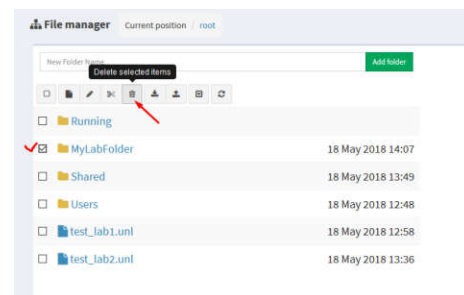 File manager Current position / root
New Folder Name Add folder
Delete selected items
Running
MyLabFolder 18 May 2018 14:07
Shared 18 May 2018 13:49
Users 18 May 2018 12:48
test_lab1.unl 18 May 2018 12:58
test_lab2.unl 18 May 2018 13:36